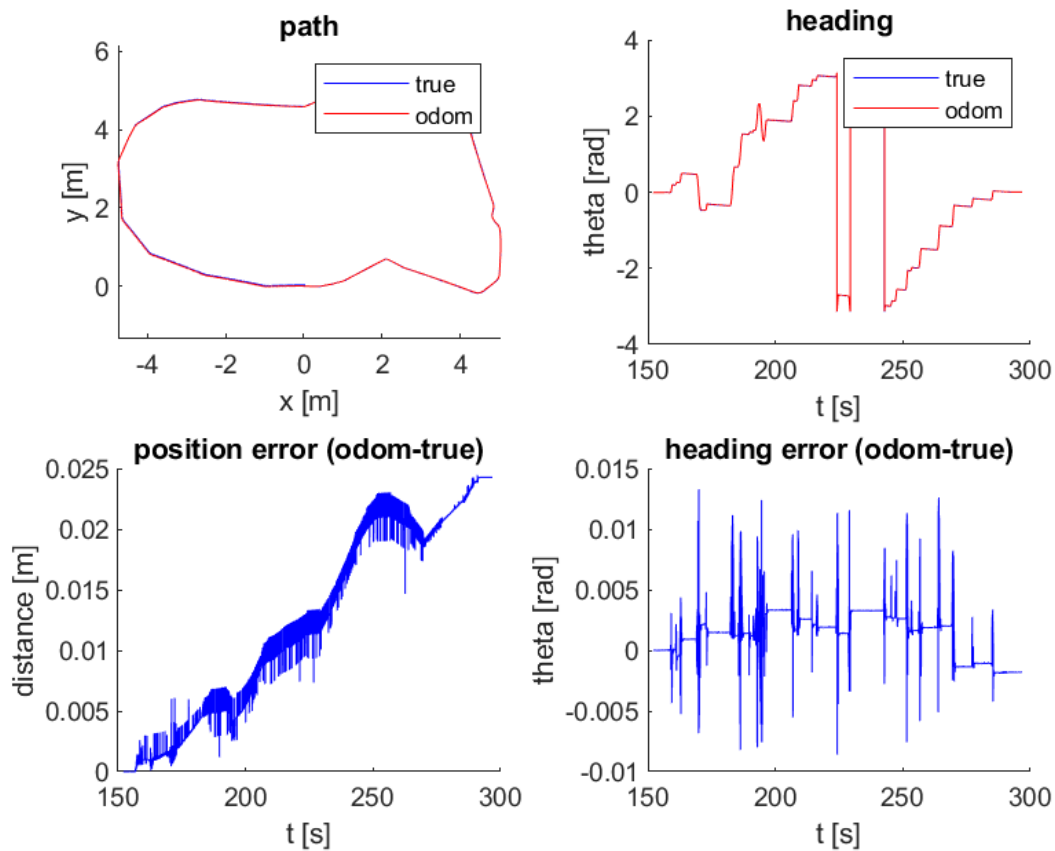 path
6
4
2
0
y [m]
-4
-2
0
2
4
x [m]
true
odom
heading
4
2
0
-2
-4
theta [rad]
150
200
250
300
t [s]
true
odom
position error (odom-true)
0.025
0.02
0.015
0.01
0.005
0
distance [m]
150
200
250
300
t [s]
heading error (odom-true)
0.015
0.01
0.005
0
-0.005
-0.01
theta [rad]
150
200
250
300
t [s]